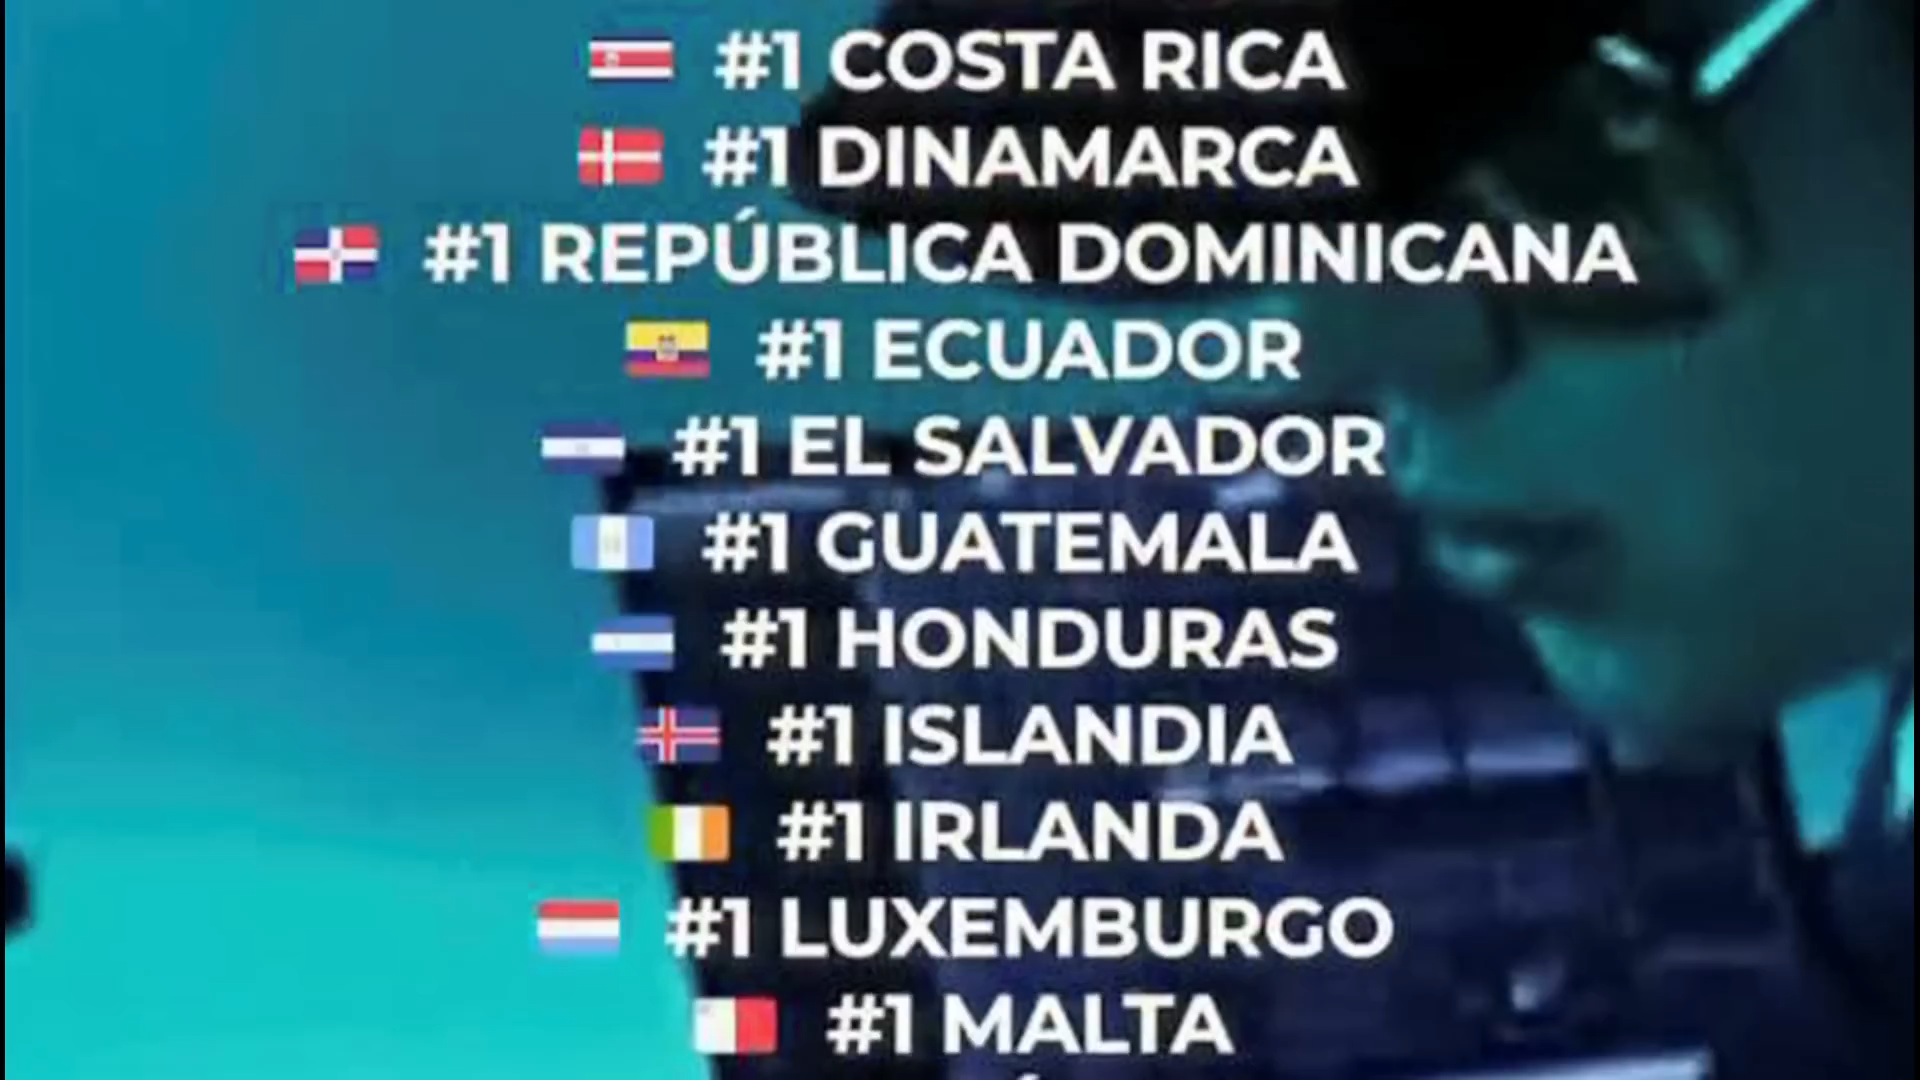 #1 COSTA RICA
#1 DINAMARCA
#1 REPÚBLICA DOMINICANA
#1 ECUADOR
#1 EL SALVADOR
#1 GUATEMALA
#1 HONDURAS
#1 ISLANDIA
#1 IRLANDA
#1 LUXEMBURGO
#1 MALTA